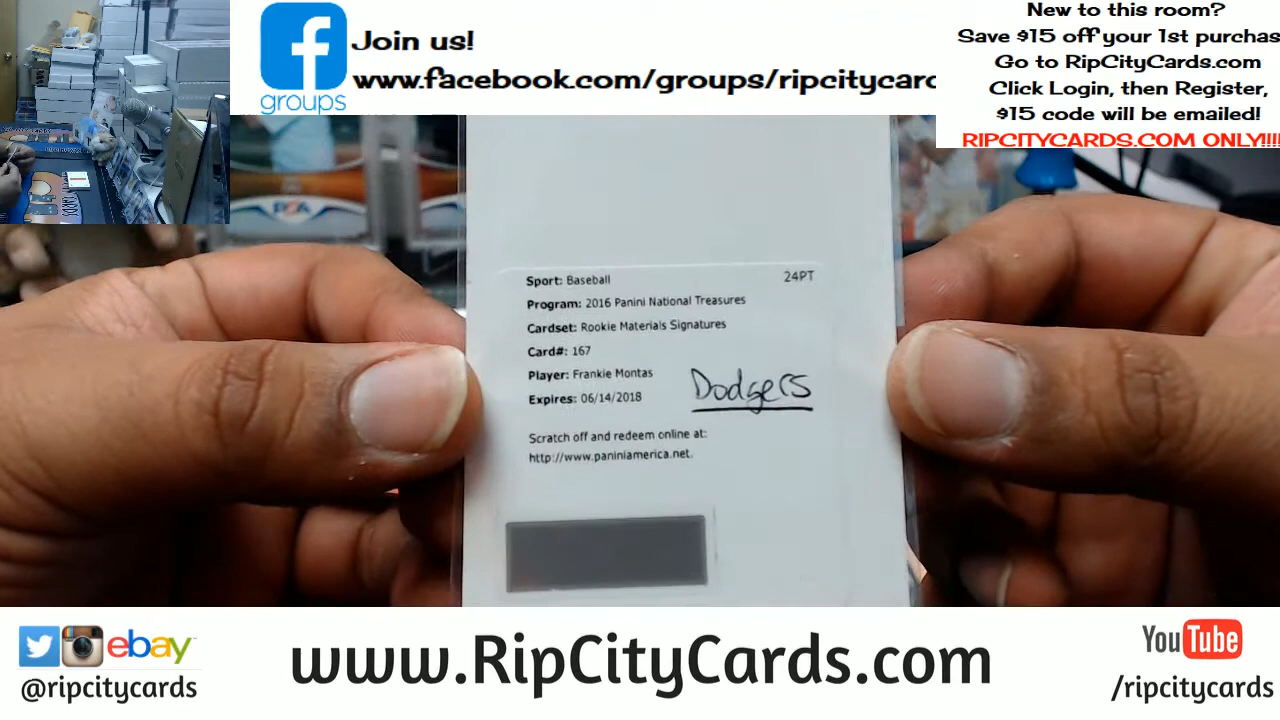 Join us!
www.facebook.com/groups/ripcitycarc
groups
New to this room?
Save $15 off your 1st purchas
Go to RipCityCards.com
Click Login, then Register,
$15 code will be emailed!
RIPCITYCARDS.COM ONLY!!!!
PSA
Sport: Baseball 24PT
Program: 2016 Panini National Treasures
Cardset: Rookie Materials Signatures
Card#: 167
Player: Frankie Montas
Expires: 06/14/2018
Dodgers
Scratch off and redeem online at:
http://www.paniniamerica.net.
ebay
@ripcitycards
www.RipCityCards.com
YouTube
/ripcitycards